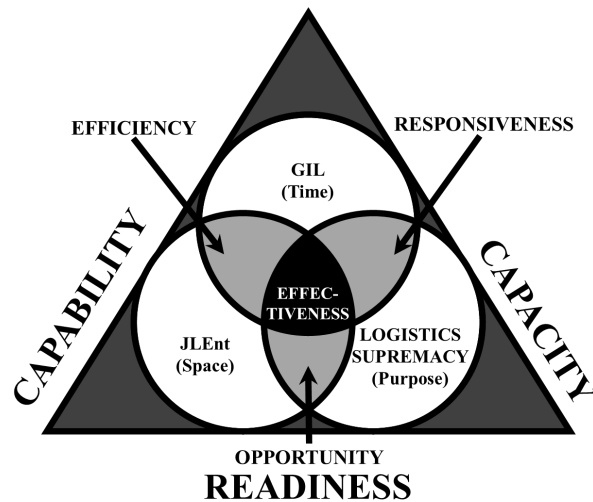 EFFICIENCY
RESPONSIVENESS
GIL
(Time)
CAPABILITY
CAPACITY
EFFEC-
TIVENESS
JLEnt
(Space)
LOGISTICS
SUPREMACY
(Purpose)
OPPORTUNITY
READINESS